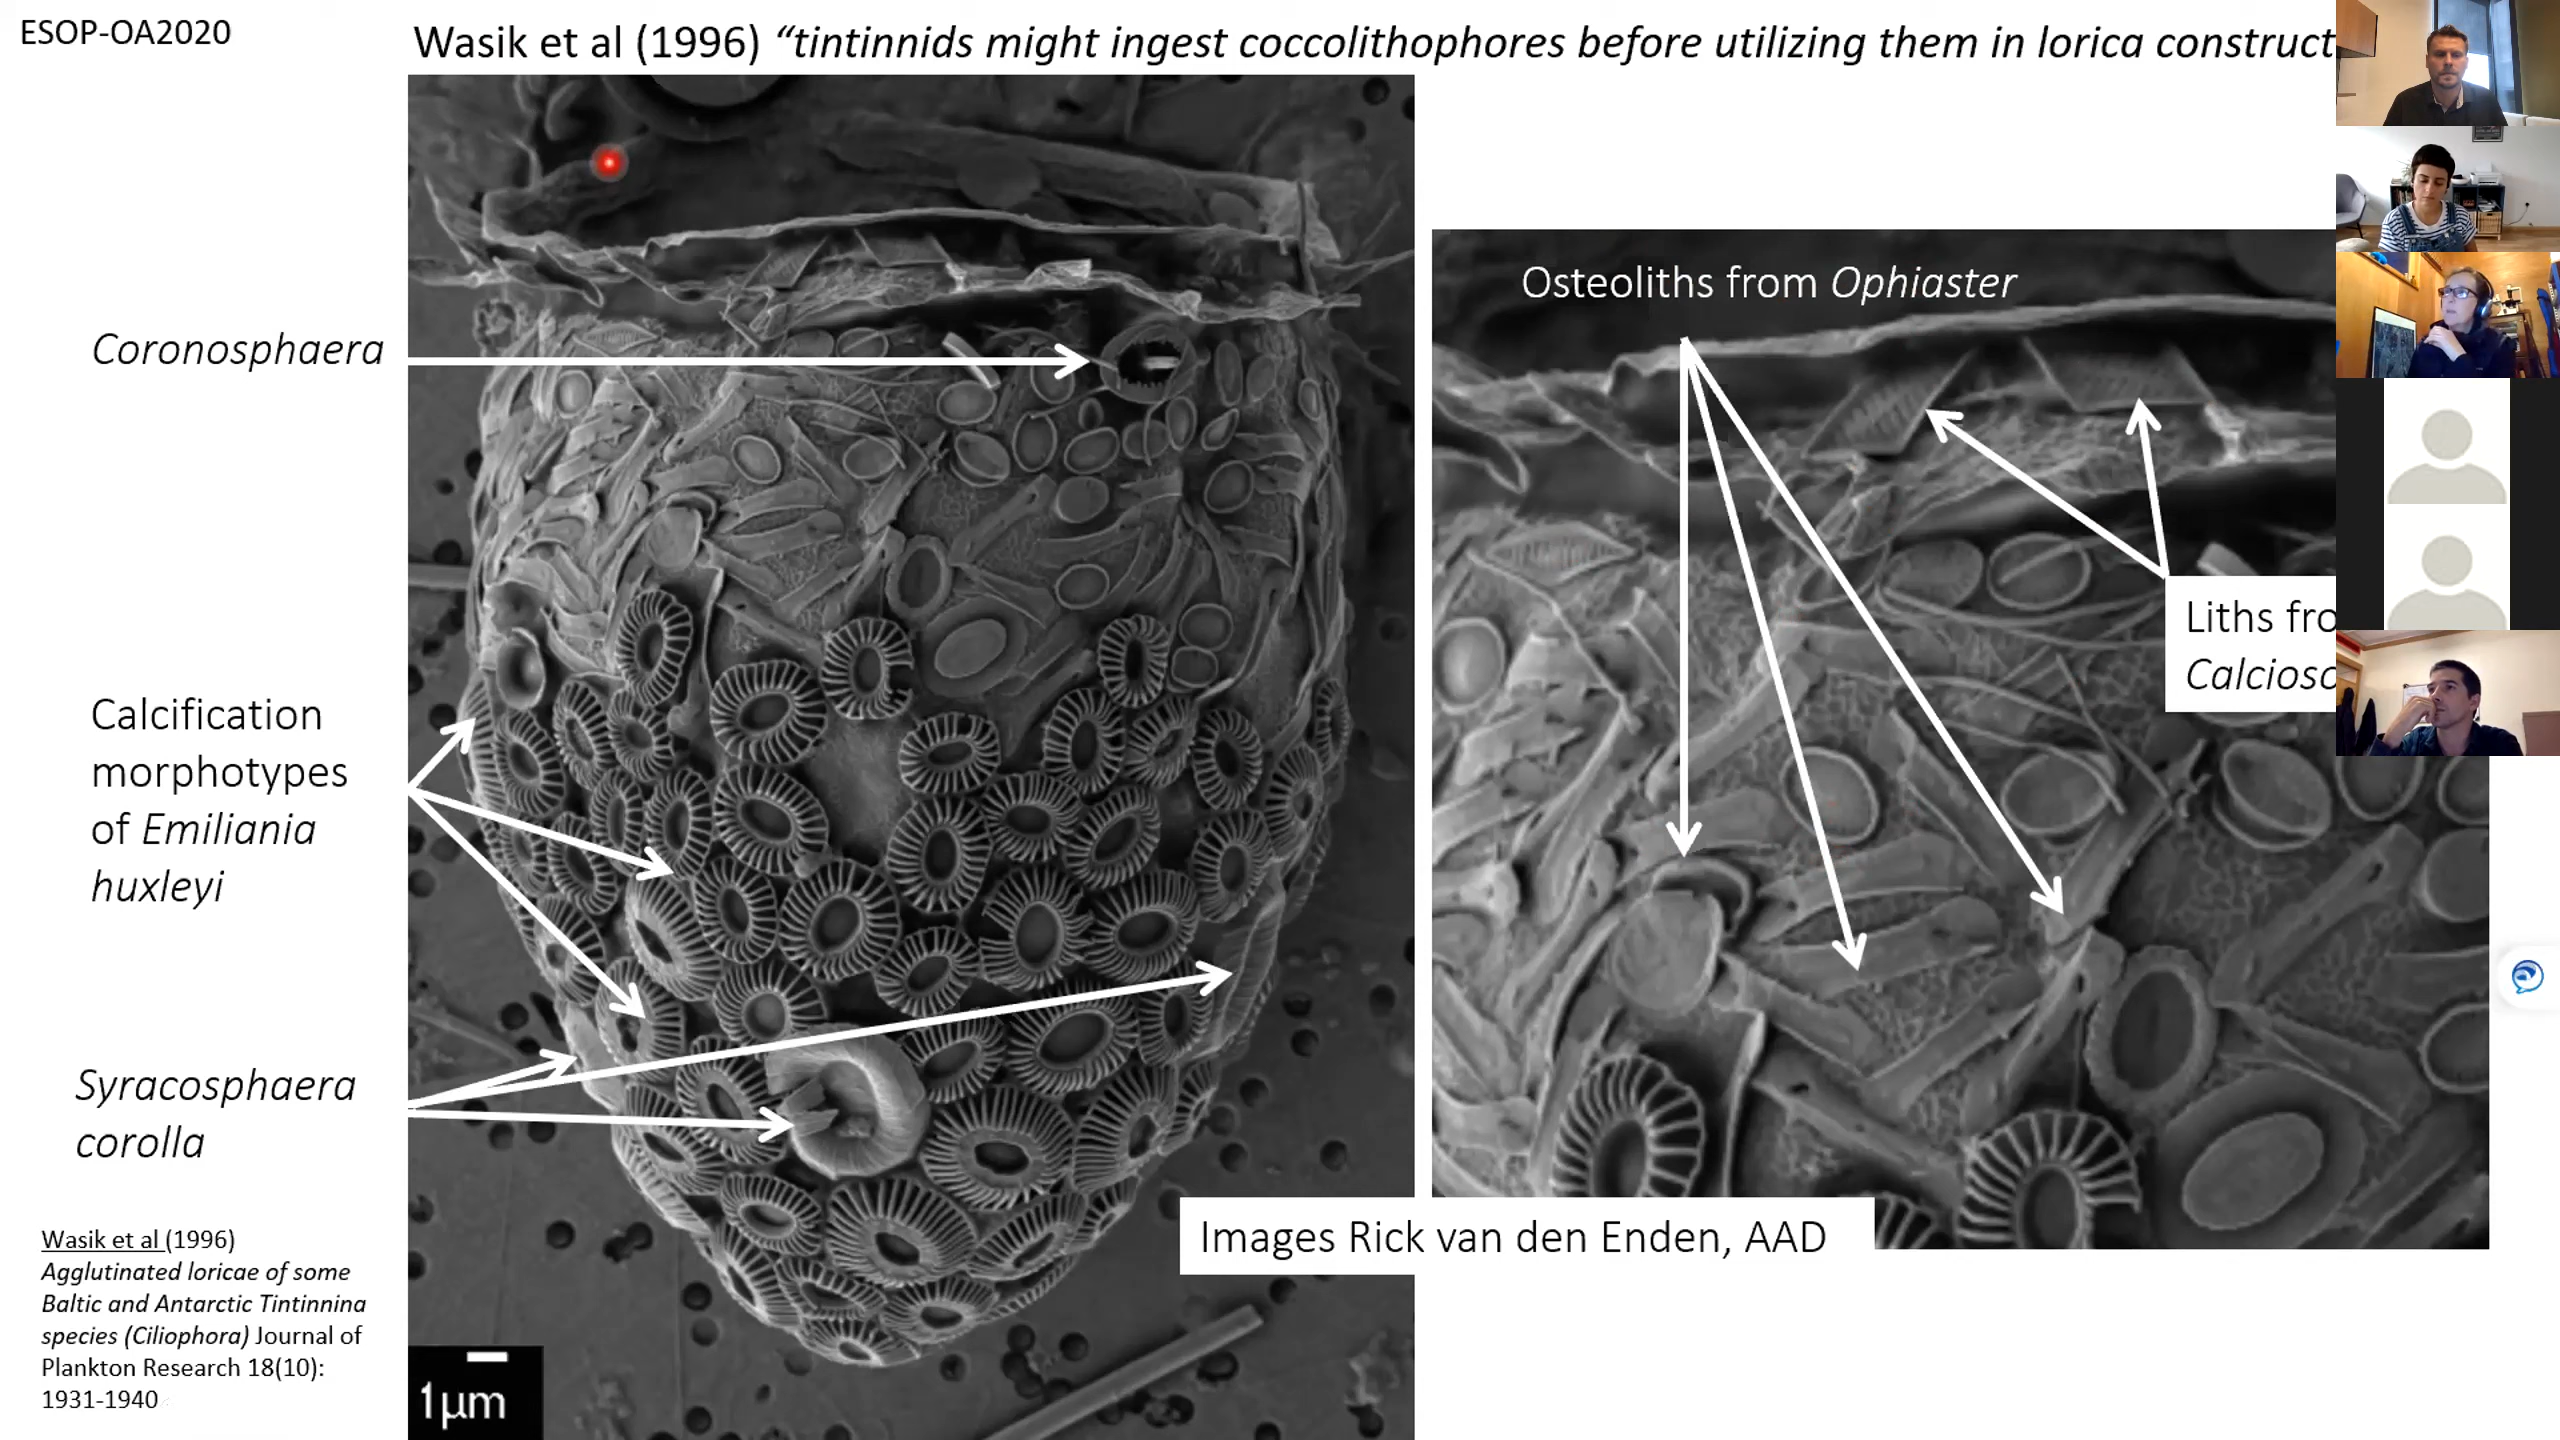 ESOP-OA2020
Wasik et al (1996) “tintinnids might ingest coccolithophores before utilizing them in lorica construct
Osteoliths from Ophiaster
Coronosphaera
Liths fro
Calciosc
Calcification
morphotypes
of Emiliania
huxleyi
Syracosphaera
corolla
Wasik et al (1996)
Agglutinated loricae of some
Baltic and Antarctic Tintinnina
species (Ciliophora) Journal of
Plankton Research 18(10):
1931-1940
Images Rick van den Enden, AAD
1µm